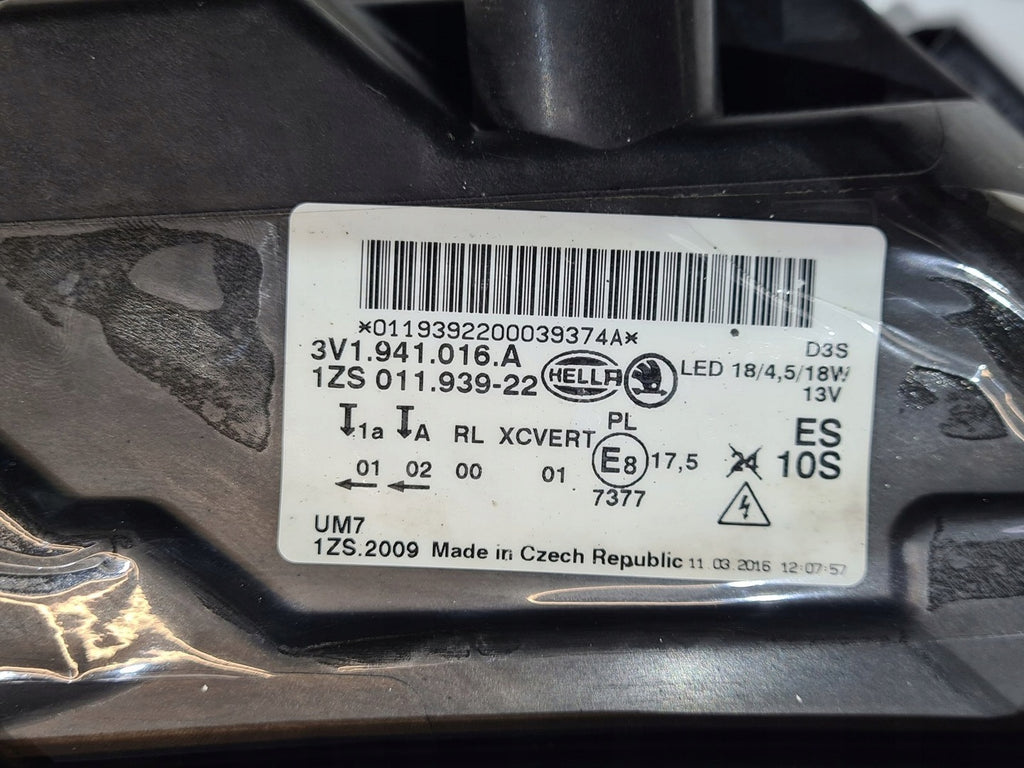 *0119392200039374A*
3V1.941.016.A
1ZS 011.939-22
HELLA
D3S
LED 18/4,5/18W
13V
1a A RL XCVERT PL
E8 17,5 24 ES
01 02 00 01 10S
7377
UM7
1ZS.2009 Made in Czech Republic 11.03.2016 12:07:57